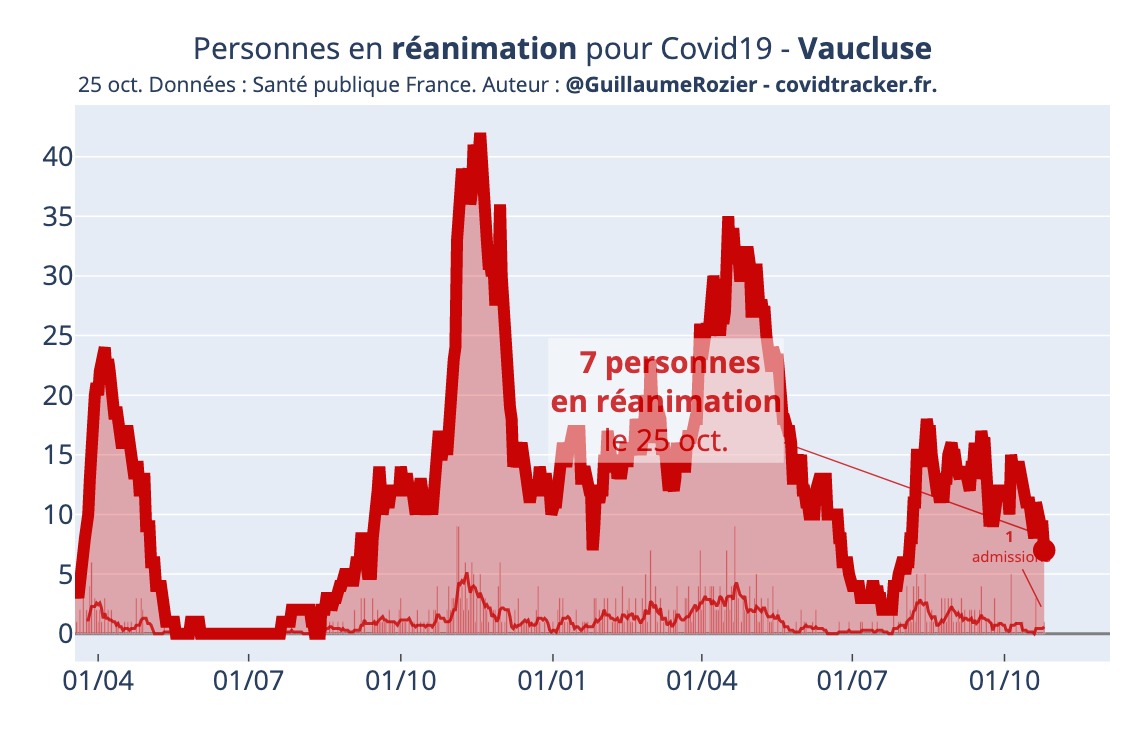 Personnes en réanimation pour Covid19 - Vaucluse
25 oct. Données : Santé publique France. Auteur : @GuillaumeRozier - covidtracker.fr.
40
35
30
25
20
15
10
5
0
7 personnes
en réanimation
le 25 oct.
1
admission
01/04 01/07 01/10 01/01 01/04 01/07 01/10